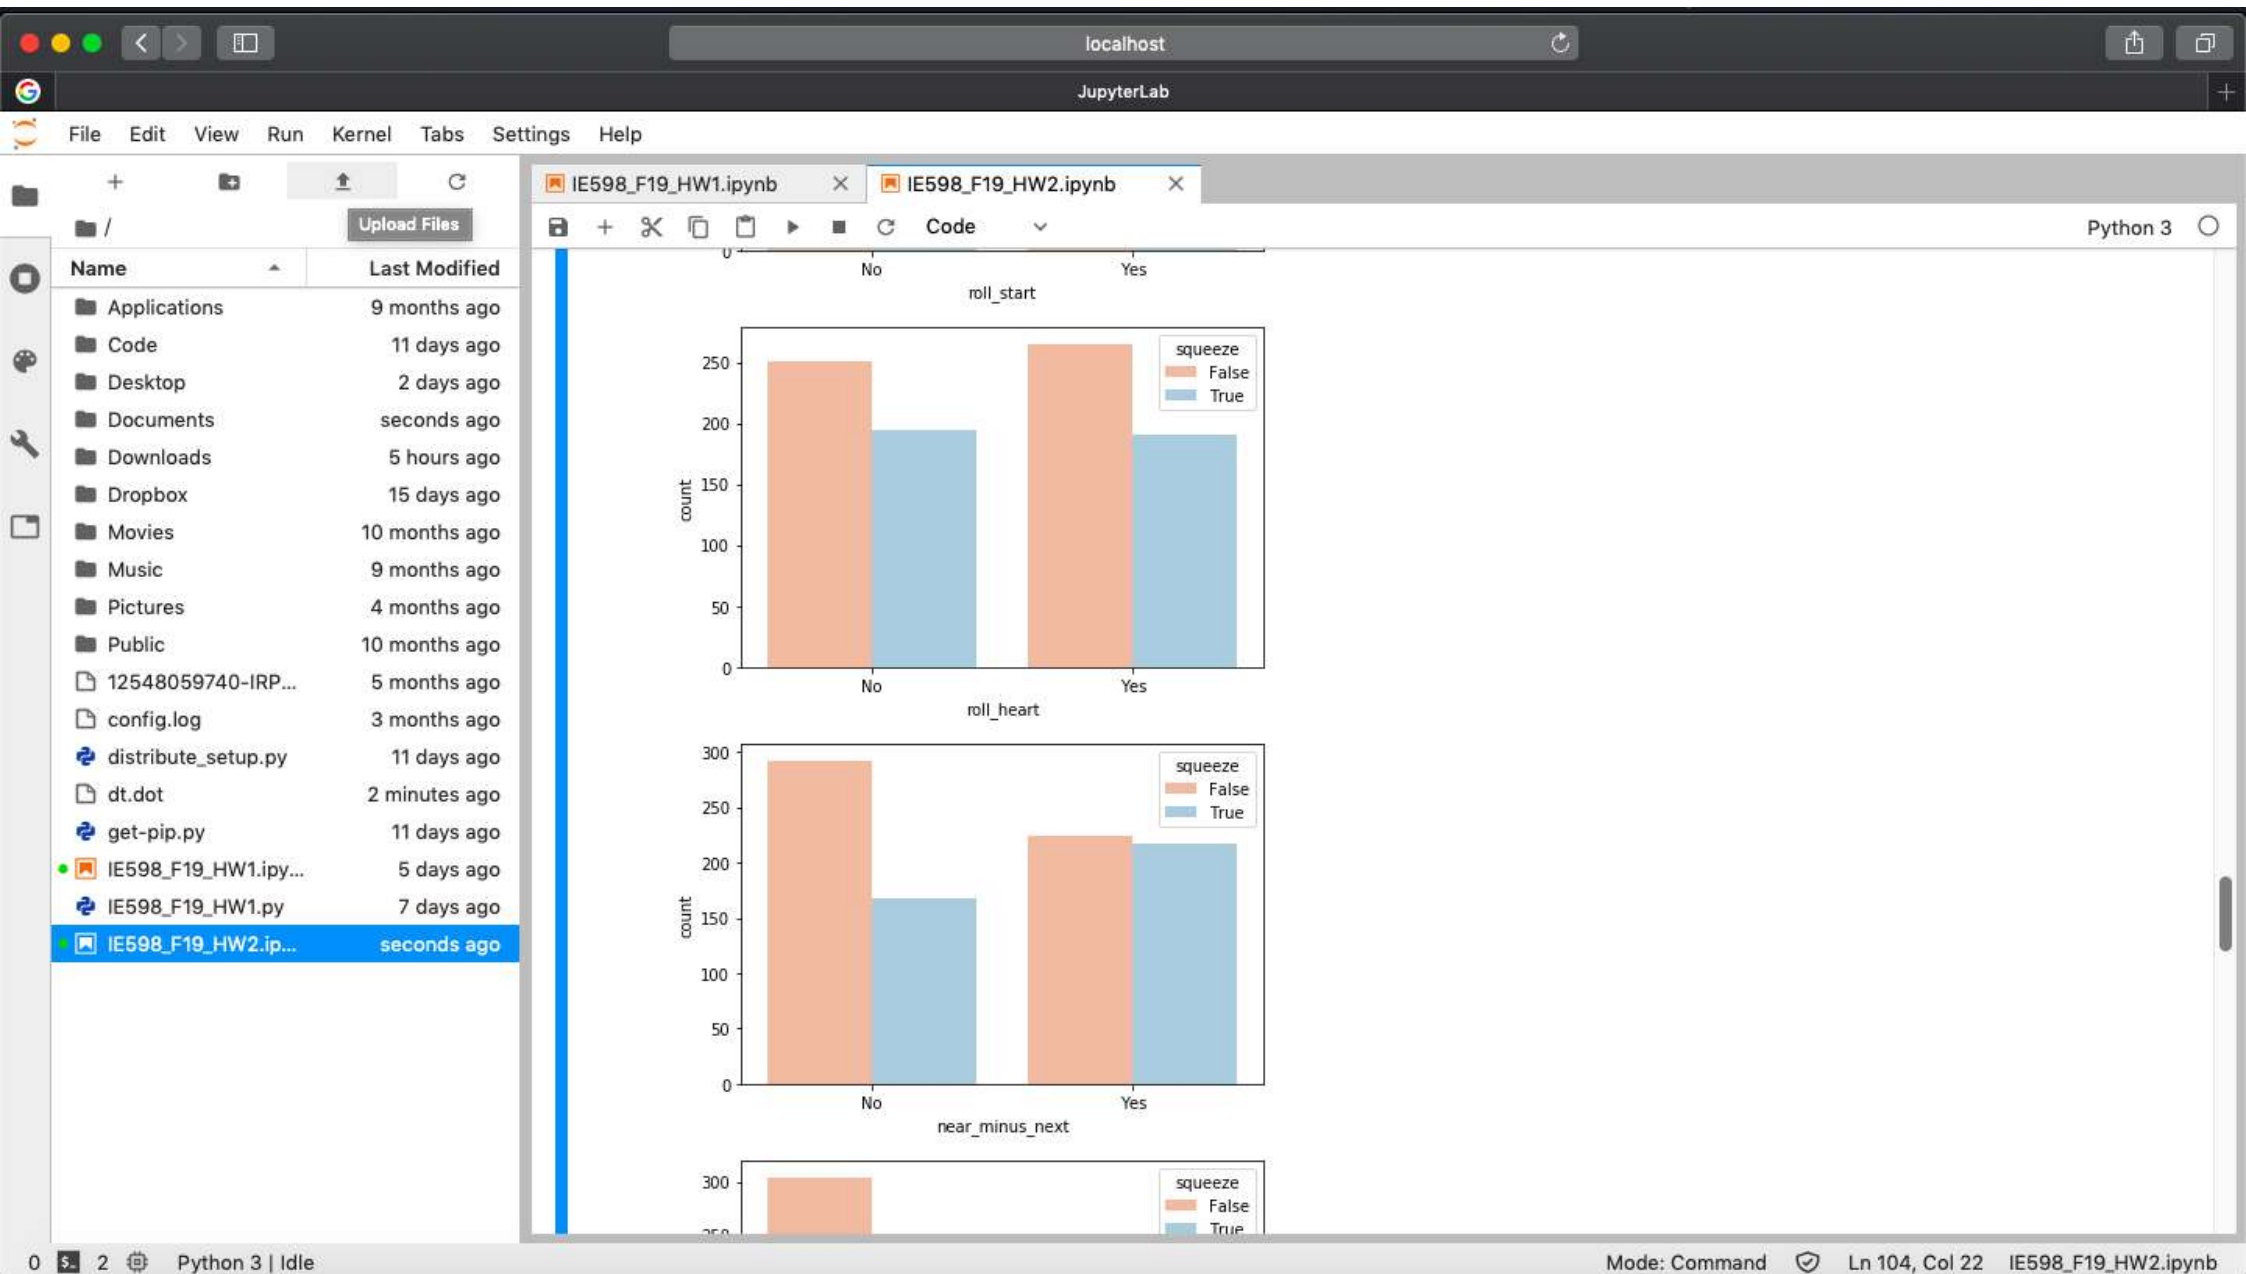 localhost
JupyterLab
File Edit View Run Kernel Tabs Settings Help
IE598_F19_HW1.ipynb
IE598_F19_HW2.ipynb
/
Upload Files
Code
Python 3
Name Last Modified
Applications 9 months ago
Code 11 days ago
Desktop 2 days ago
Documents seconds ago
Downloads 5 hours ago
Dropbox 15 days ago
Movies 10 months ago
Music 9 months ago
Pictures 4 months ago
Public 10 months ago
12548059740-IRP... 5 months ago
config.log 3 months ago
distribute_setup.py 11 days ago
dt.dot 2 minutes ago
get-pip.py 11 days ago
IE598_F19_HW1.ipy... 5 days ago
IE598_F19_HW1.py 7 days ago
IE598_F19_HW2.ip... seconds ago
0
No Yes
roll_start
squeeze
False
True
250
200
150
100
50
0
count
No Yes
roll_heart
squeeze
False
True
300
250
200
150
100
50
0
count
No Yes
near_minus_next
squeeze
False
True
300
250
0 $_ 2 Python 3 | Idle
Mode: Command Ln 104, Col 22 IE598_F19_HW2.ipynb